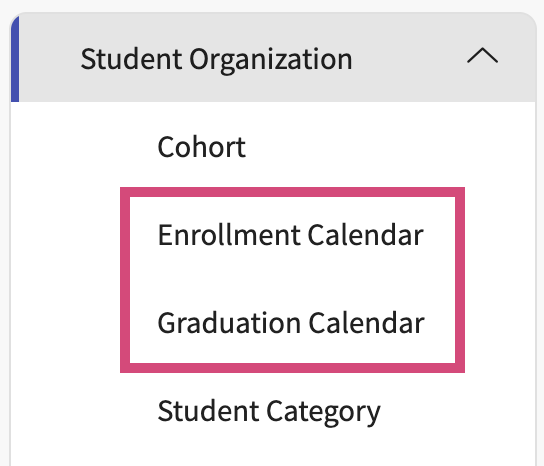 Student Organization
Cohort
Enrollment Calendar
Graduation Calendar
Student Category